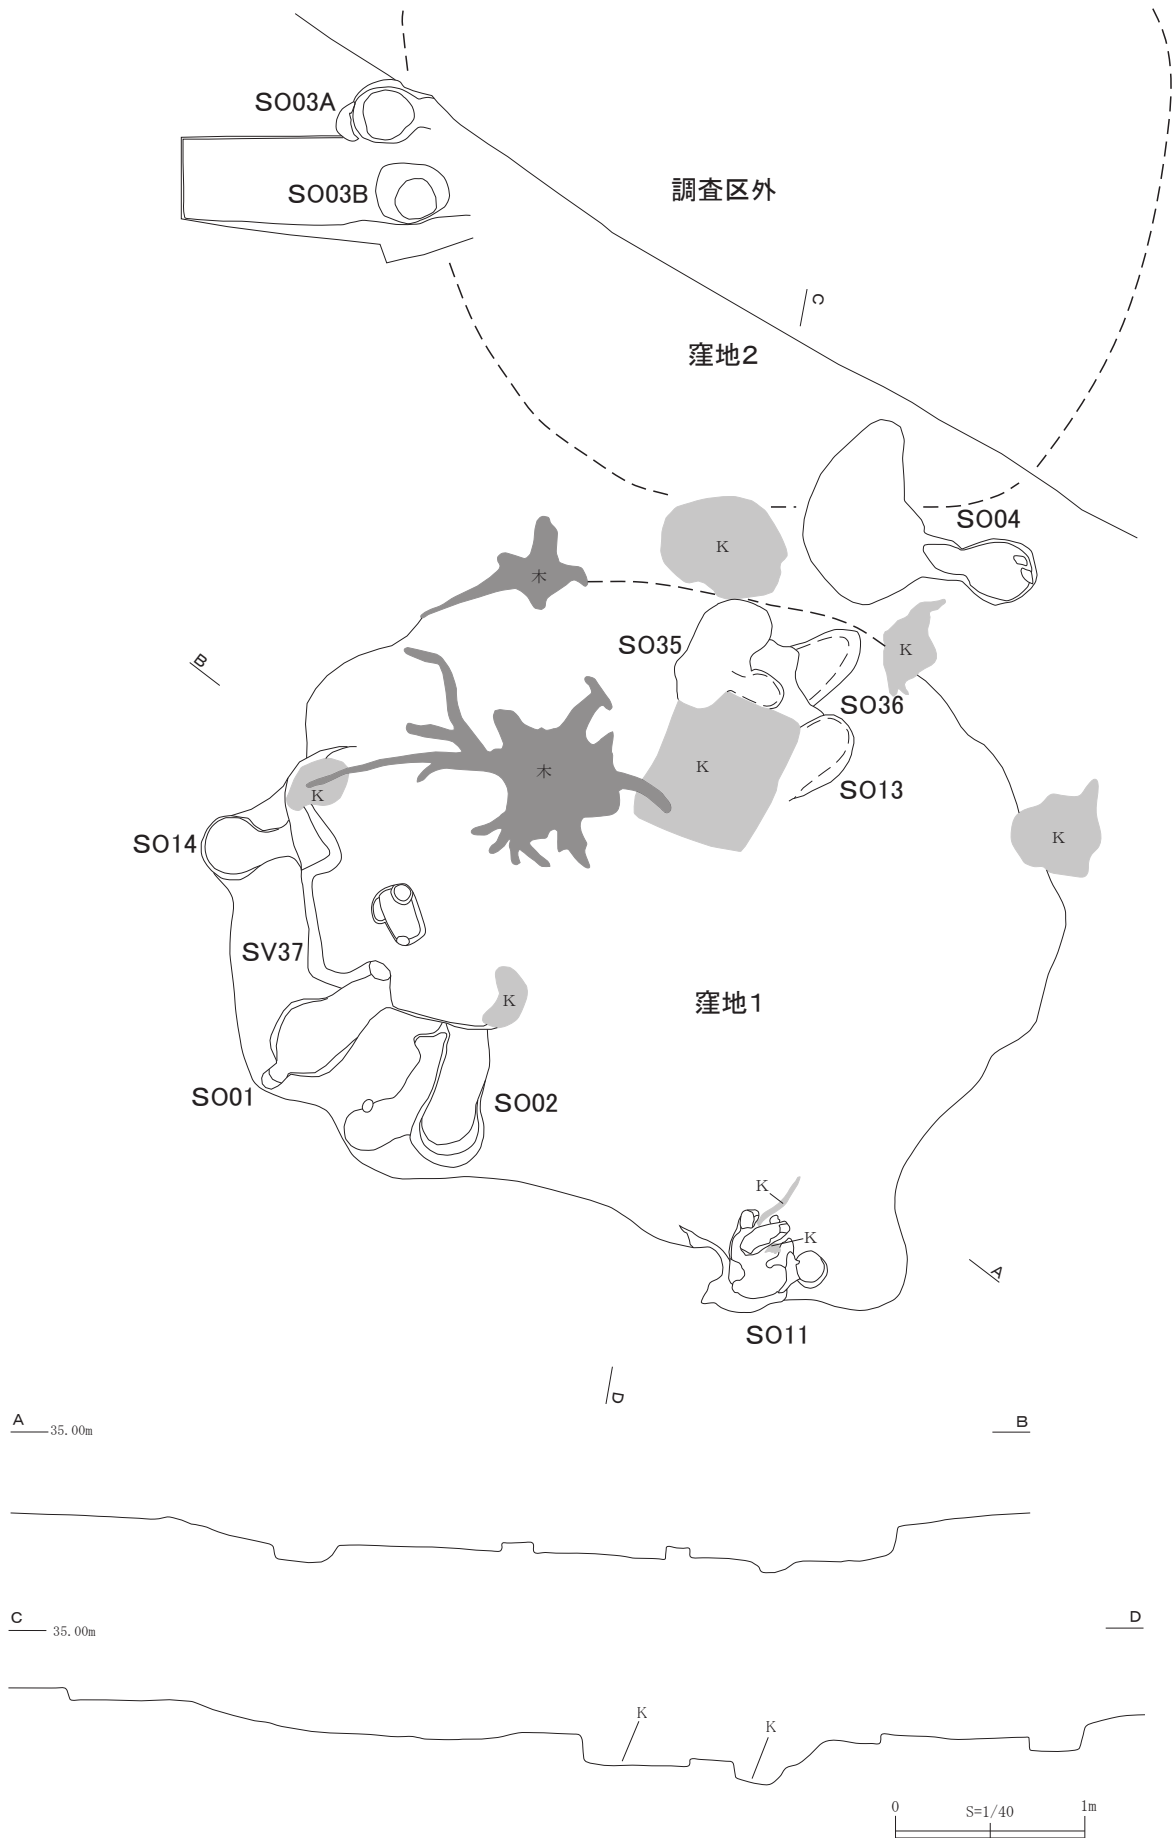 SO03A
SO03B
調査区外
C
窪地2
SO04
K
木
SO35
K
B
SO36
K
木
SO13
K
K
SO14
SV37
K
窪地1
SO01
SO02
K
K
A
SO11
D
A
35.00m
B
C
35.00m
D
K
K
0
S=1/40
1m